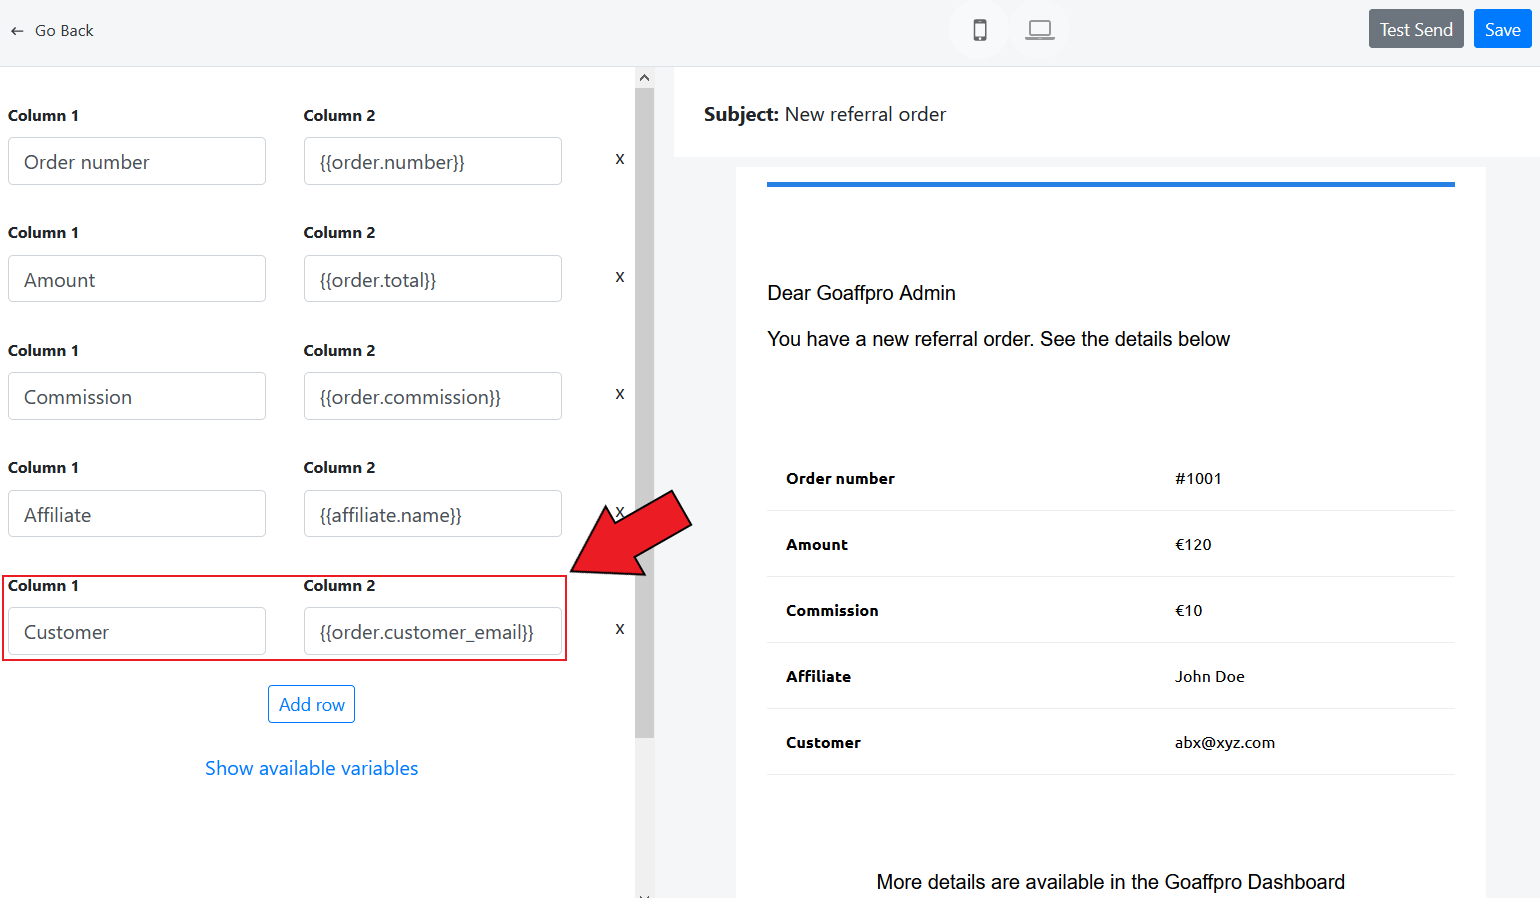 ← Go Back
Test Send
Save
Column 1 Column 2
Order number {{order.number}} x
Column 1 Column 2
Amount {{order.total}} x
Column 1 Column 2
Commission {{order.commission}} x
Column 1 Column 2
Affiliate {{affiliate.name}} x
Column 1 Column 2
Customer {{order.customer_email}} x
Add row
Show available variables
Subject: New referral order
Dear Goaffpro Admin
You have a new referral order. See the details below
Order number #1001
Amount €120
Commission €10
Affiliate John Doe
Customer abx@xyz.com
More details are available in the Goaffpro Dashboard